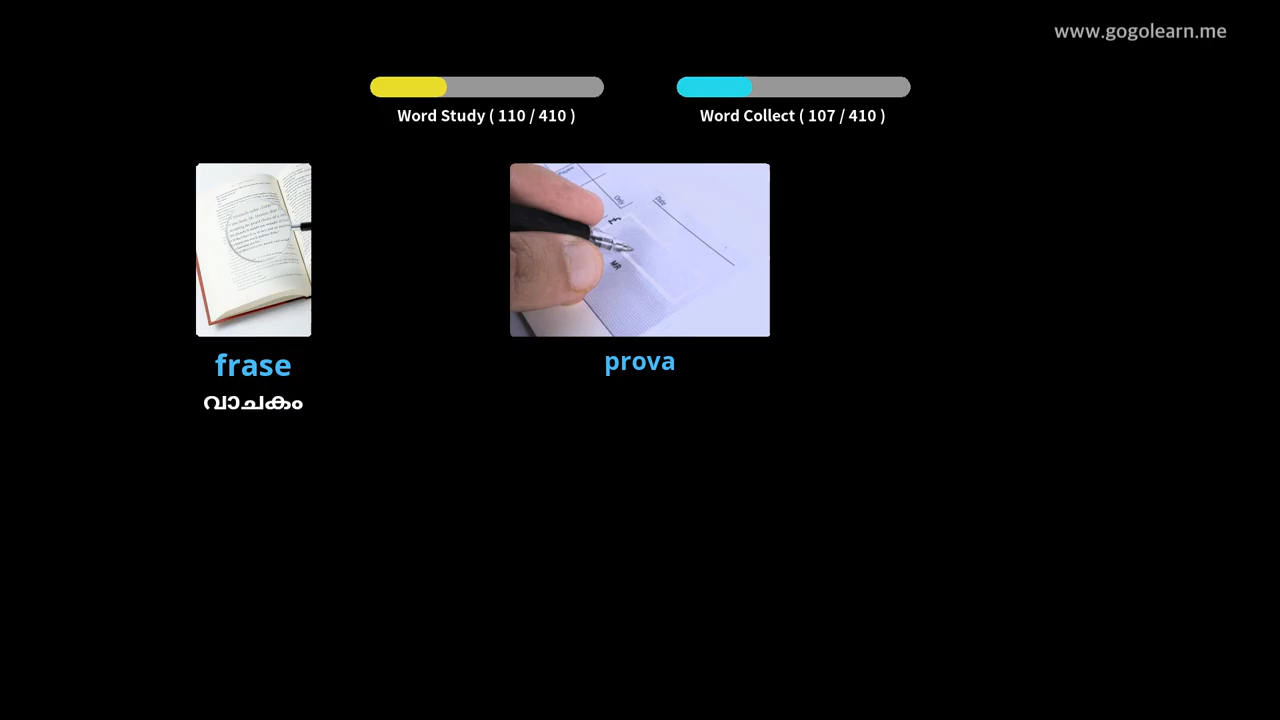 www.gogolearn.me
Word Study ( 110 / 410 )
Word Collect ( 107 / 410 )
frase
വാചകം
prova